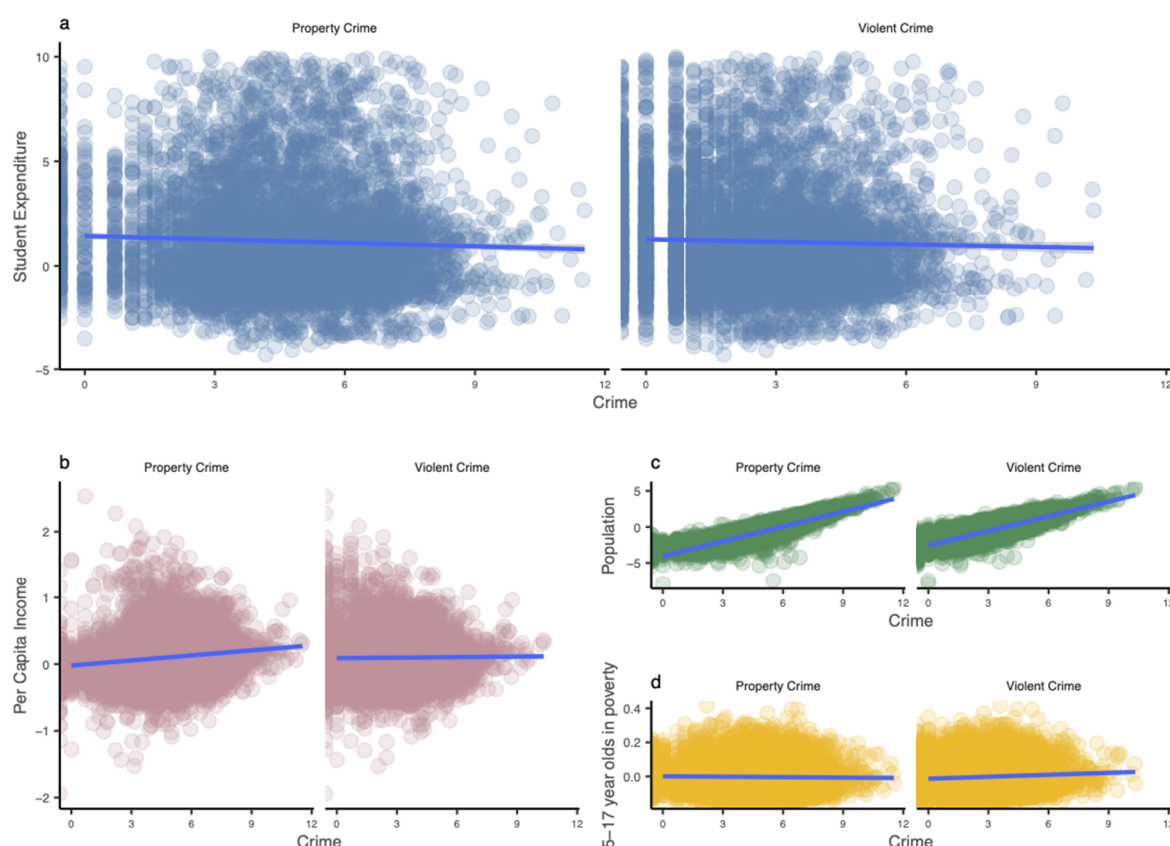 a
Property Crime
Violent Crime
Student Expenditure
10
5
0
−5
0 3 6 9 12
0 3 6 9 12
Crime
b
Property Crime
Violent Crime
Per Capita Income
2
1
0
−1
−2
0 3 6 9 12
0 3 6 9 12
Crime
c
Property Crime
Violent Crime
Population
5
0
−5
0 3 6 9 12
0 3 6 9 12
Crime
d
Property Crime
Violent Crime
5−17 year olds in poverty
0.4
0.2
0.0
0 3 6 9 12
0 3 6 9 12
Crime